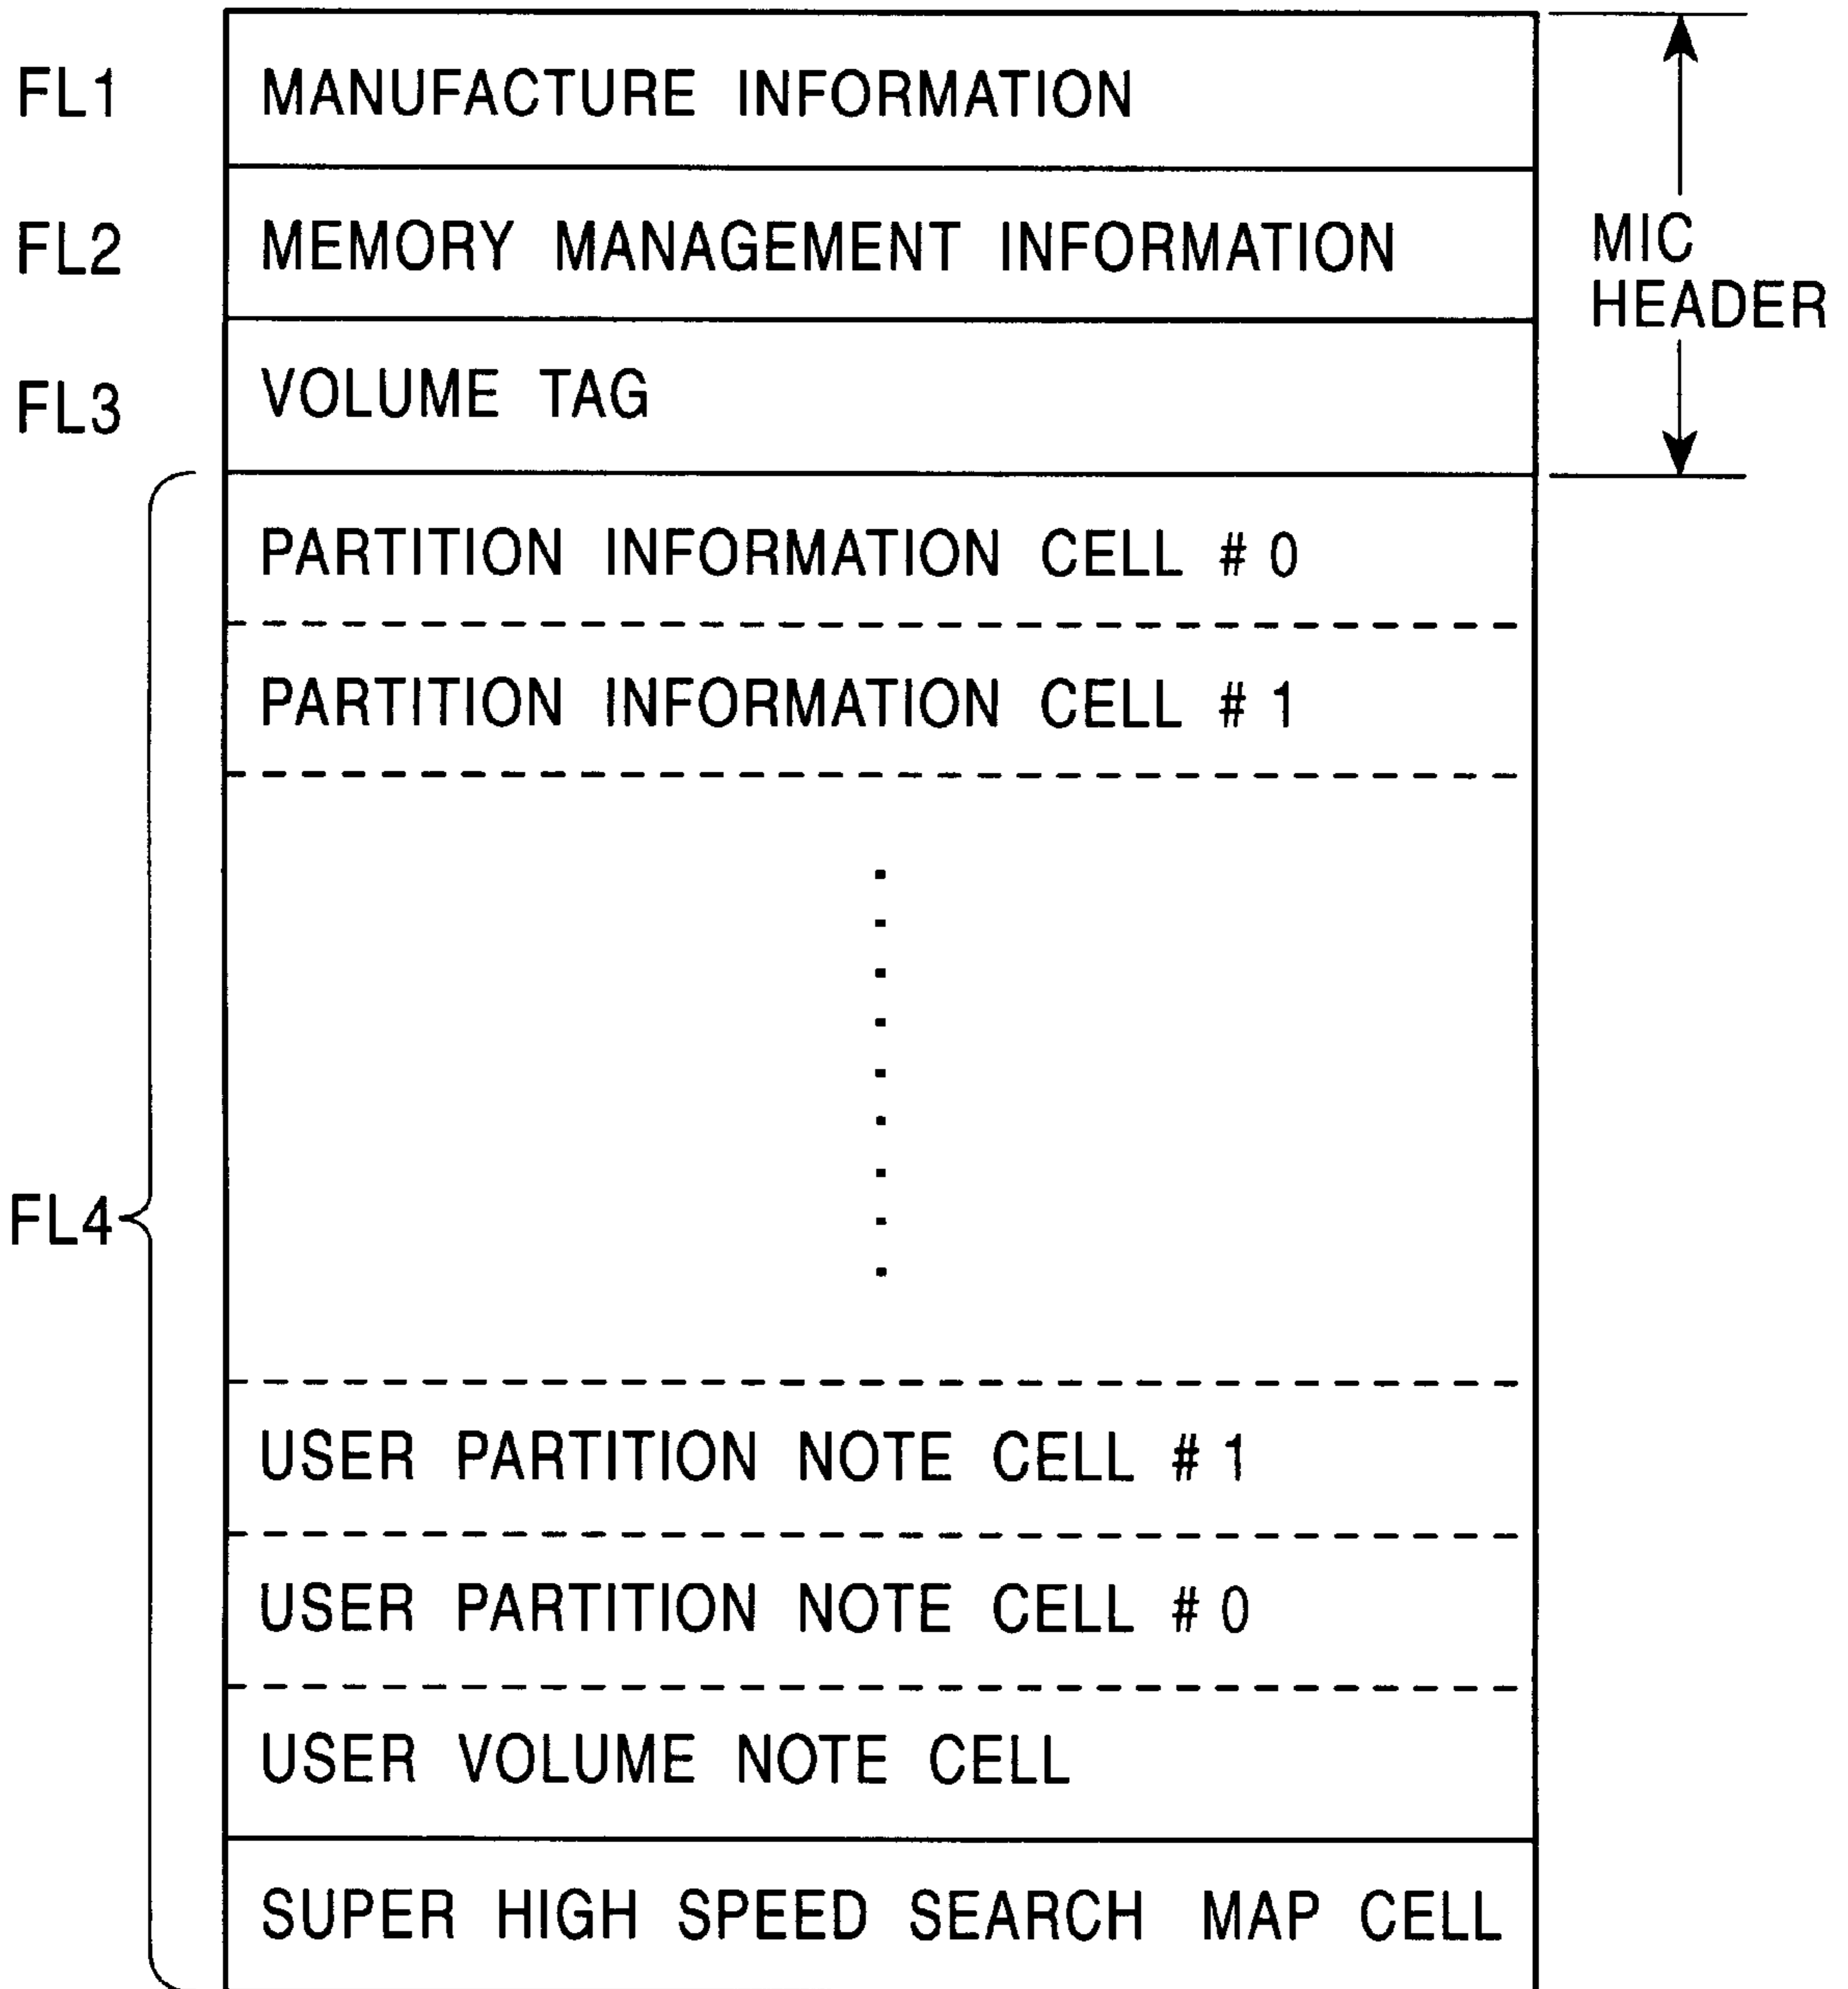 FL1 MANUFACTURE INFORMATION
FL2 MEMORY MANAGEMENT INFORMATION
MIC
HEADER
FL3 VOLUME TAG
PARTITION INFORMATION CELL # 0
PARTITION INFORMATION CELL # 1
FL4
USER PARTITION NOTE CELL # 1
USER PARTITION NOTE CELL # 0
USER VOLUME NOTE CELL
SUPER HIGH SPEED SEARCH MAP CELL